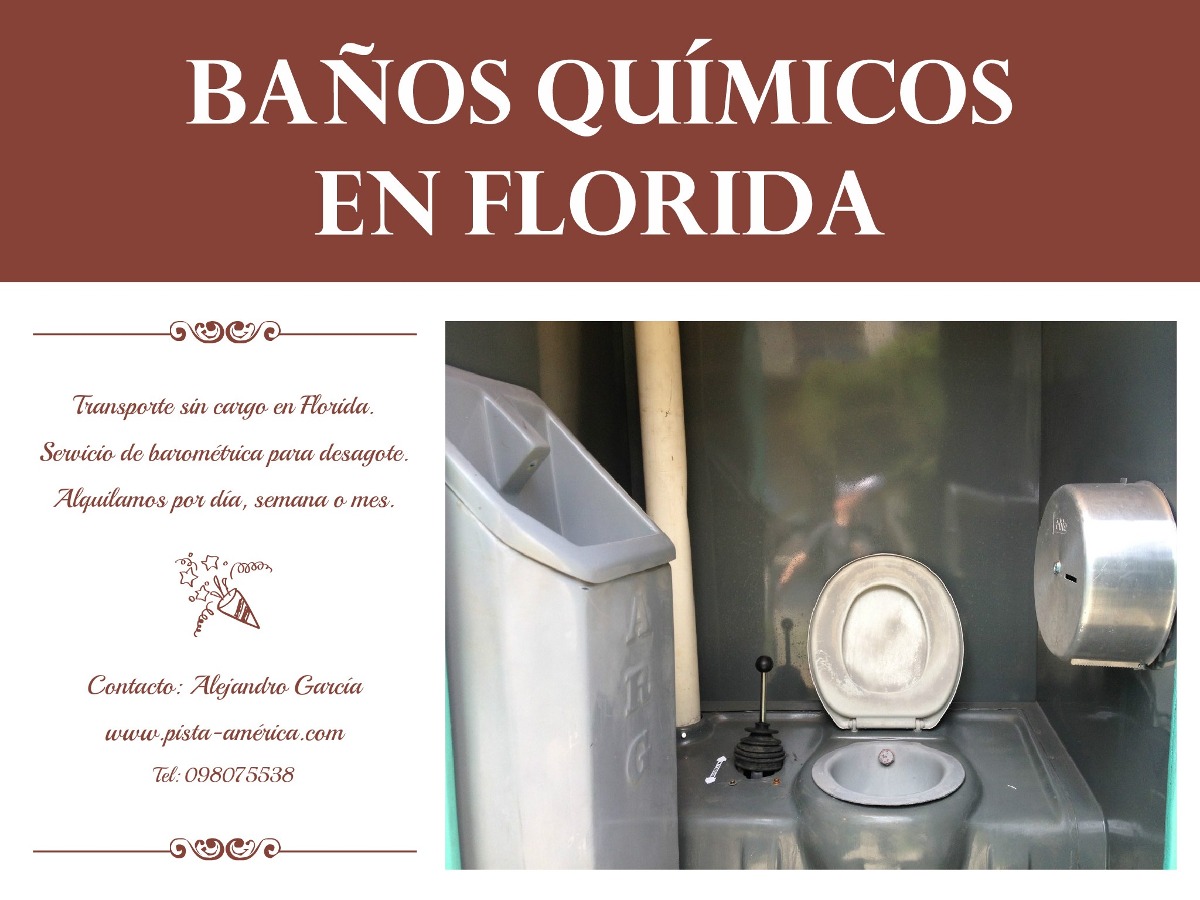 BAÑOS QUÍMICOS
EN FLORIDA
Transporte sin cargo en Florida.
Servicio de barométrica para desagote.
Alquilamos por día, semana o mes.
Contacto: Alejandro García
www.pista-américa.com
Tel: 098075538
ARG